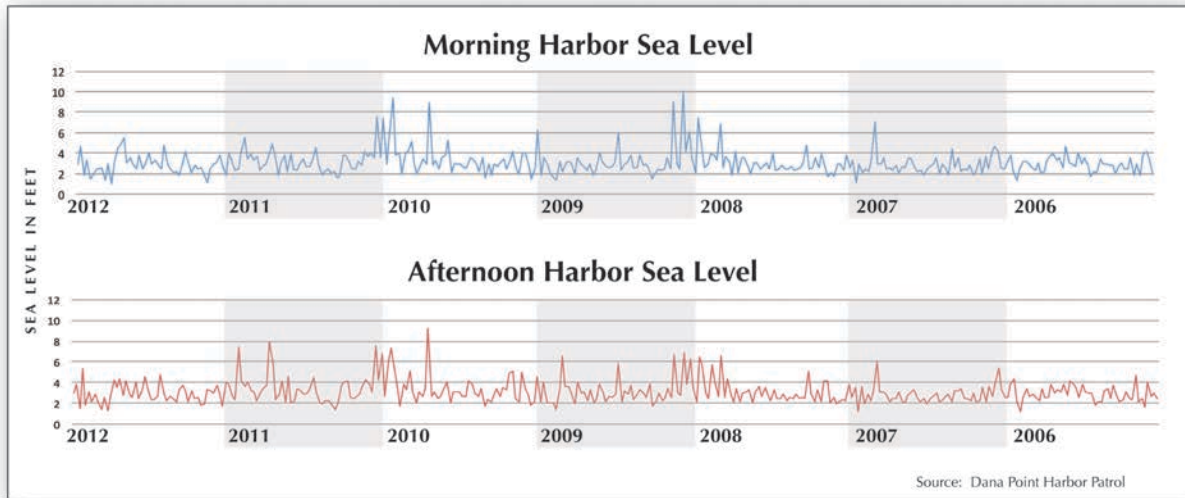 Morning Harbor Sea Level
12
10
8
6
4
2
0
2012 2011 2010 2009 2008 2007 2006
SEA LEVEL IN FEET
Afternoon Harbor Sea Level
12
10
8
6
4
2
0
2012 2011 2010 2009 2008 2007 2006
Source: Dana Point Harbor Patrol